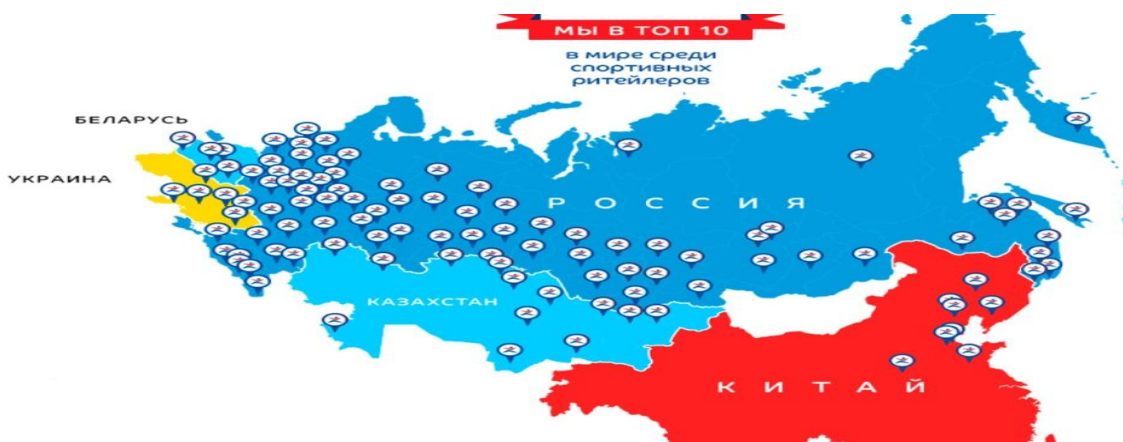 МЫ В ТОП 10
в мире среди
спортивных
ритейлеров
БЕЛАРУСЬ
УКРАИНА
РОССИЯ
КАЗАХСТАН
КИТАЙ